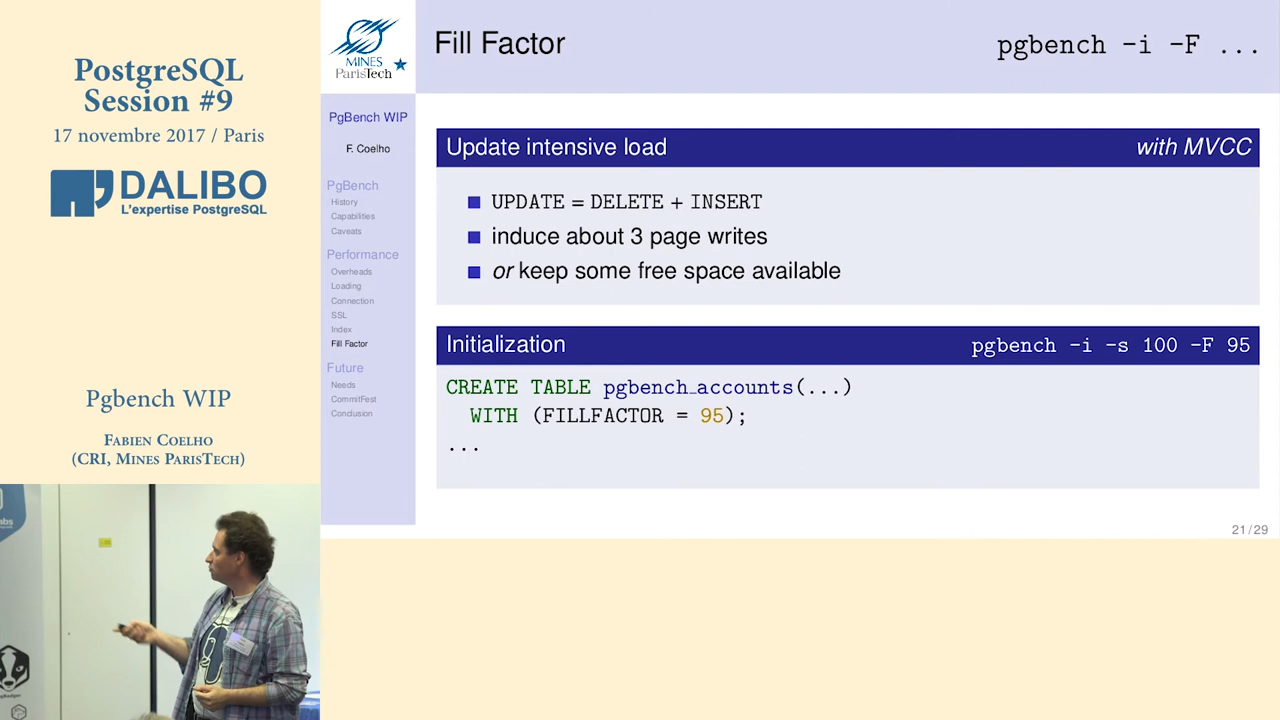 PostgreSQL
Session #9
17 novembre 2017 / Paris
DALIBO
L'expertise PostgreSQL
Pgbench WIP
FABIEN COELHO
(CRI, MINES PARISTECH)
MINES
ParisTech
Fill Factor
pgbench -i -F ...
PgBench WIP
F. Coelho
PgBench
History
Capabilities
Caveats
Performance
Overheads
Loading
Connection
SSL
Index
Fill Factor
Future
Needs
CommitFest
Conclusion
Update intensive load
with MVCC
UPDATE = DELETE + INSERT
induce about 3 page writes
or keep some free space available
Initialization
pgbench -i -s 100 -F 95
CREATE TABLE pgbench_accounts(...)
WITH (FILLFACTOR = 95);
...
21/29